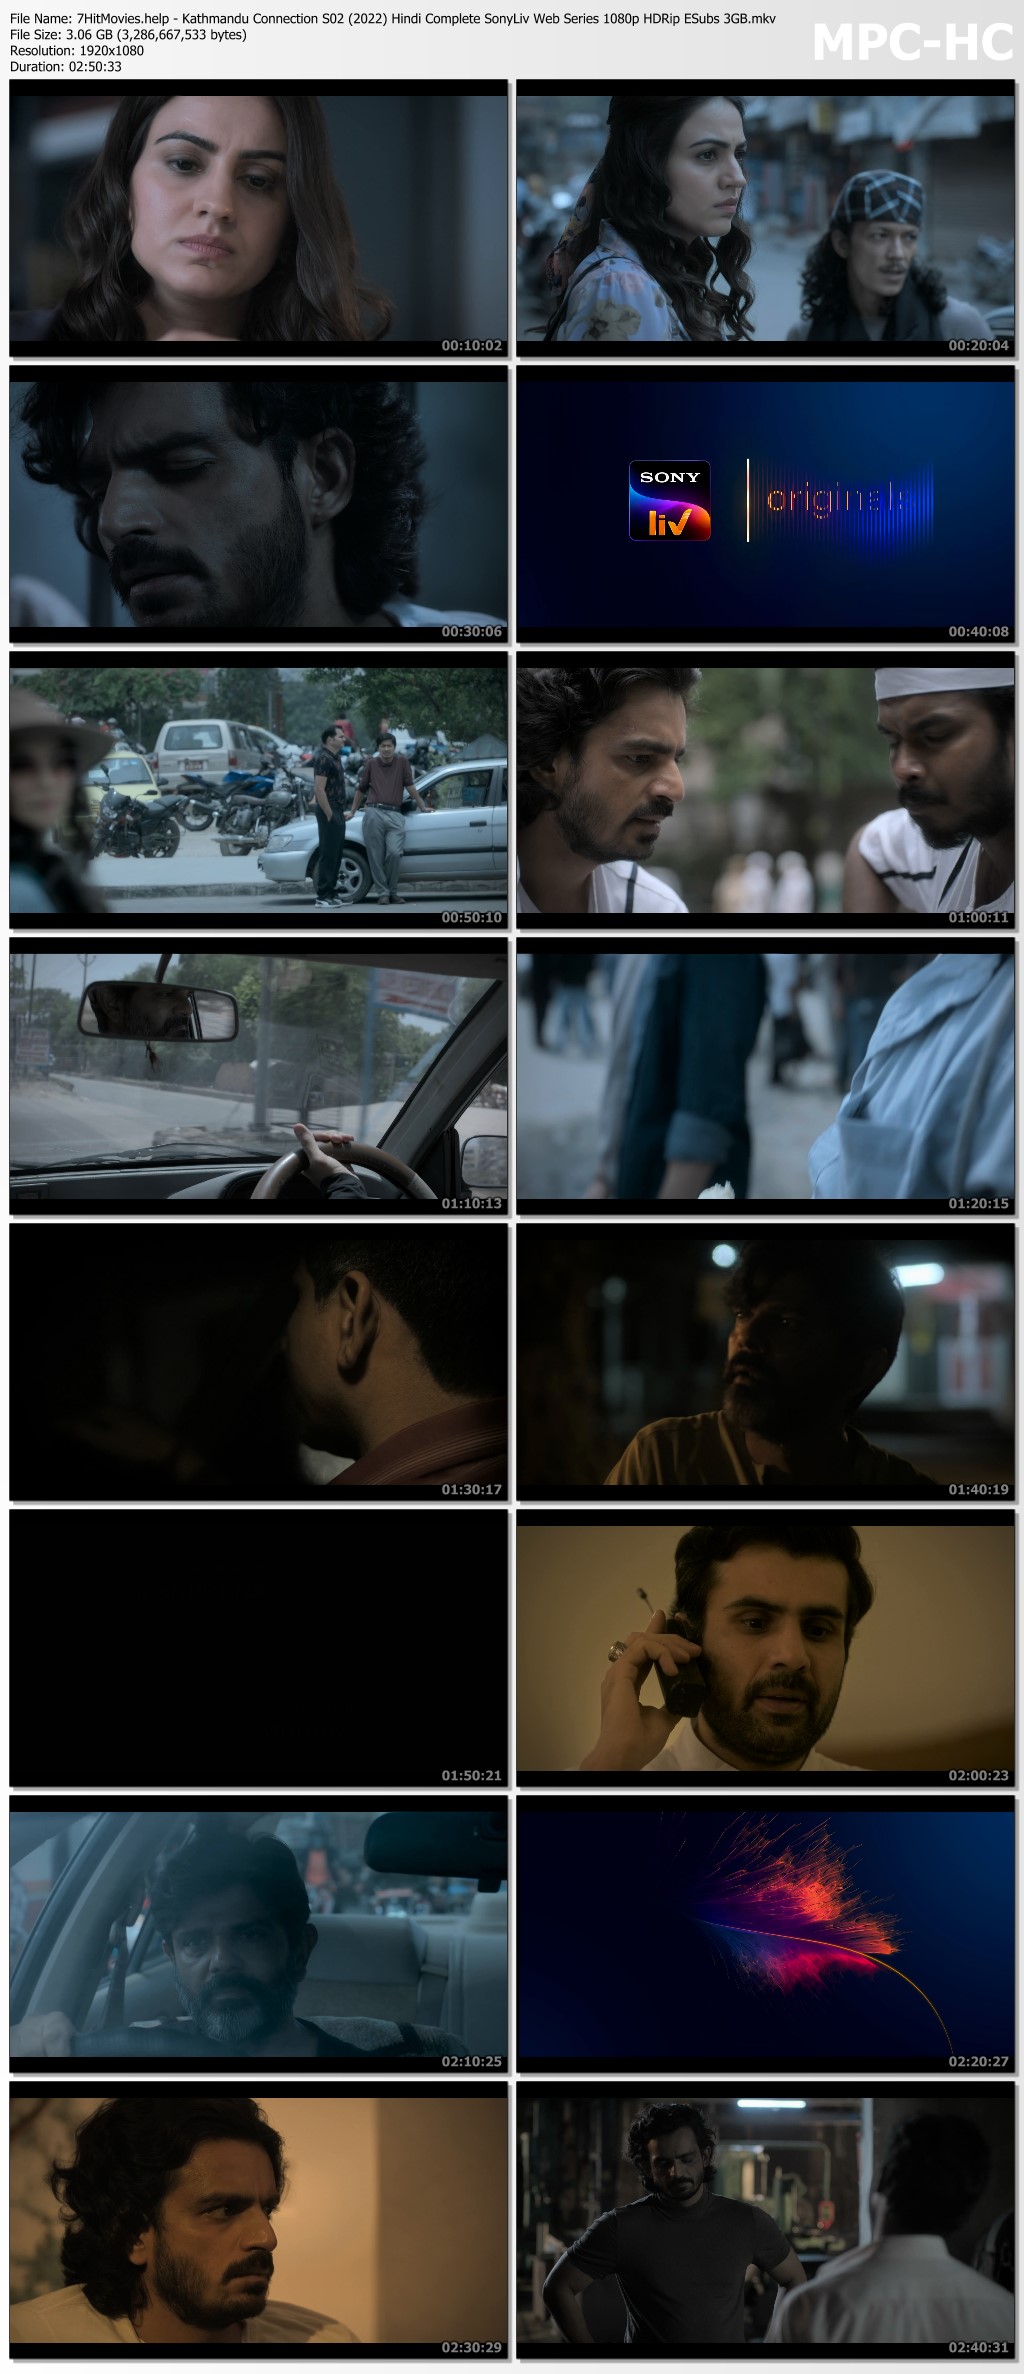 File Name: 7HitMovies.help - Kathmandu Connection S02 (2022) Hindi Complete SonyLiv Web Series 1080p HDRip ESubs 3GB.mkv
File Size: 3.06 GB (3,286,667,533 bytes)
Resolution: 1920x1080
Duration: 02:50:33
MPC-HC
00:10:02
00:20:04
00:30:06
SONY
liv
originals
00:40:08
00:50:10
01:00:11
01:10:13
01:20:15
01:30:17
01:40:19
01:50:21
02:00:23
02:10:25
02:20:27
02:30:29
02:40:31